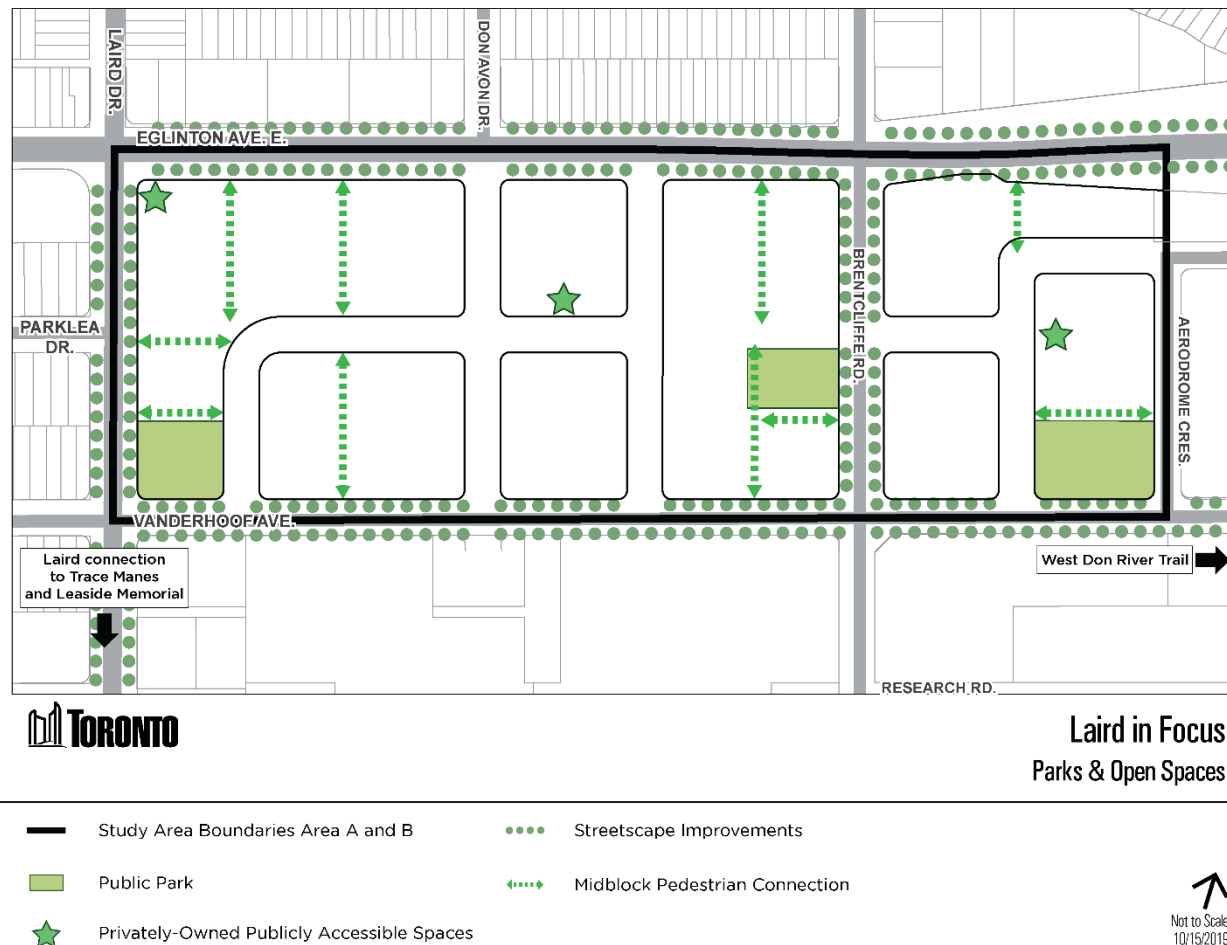 LAIRD DR.
DON AVON DR.
EGLINTON AVE. E.
PARKLEA
DR.
BRENTCLIFFE RD.
AERODROME CRES.
VANDERHOOF AVE.
Laird connection
to Trace Manes
and Leaside Memorial
West Don River Trail
RESEARCH RD.
TORONTO
Laird in Focus
Parks & Open Spaces
Study Area Boundaries Area A and B
Streetscape Improvements
Public Park
Midblock Pedestrian Connection
Privately-Owned Publicly Accessible Spaces
Not to Scale
10/15/2019